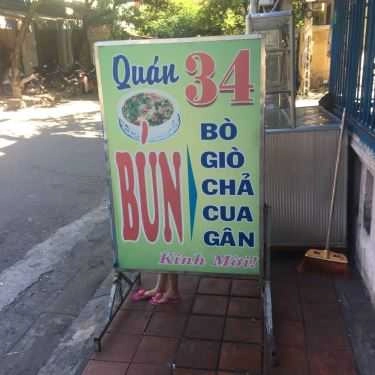 Quán 34
BÚN
BÒ
GIÒ
CHẢ
CUA
GÂN
Kính Mời!